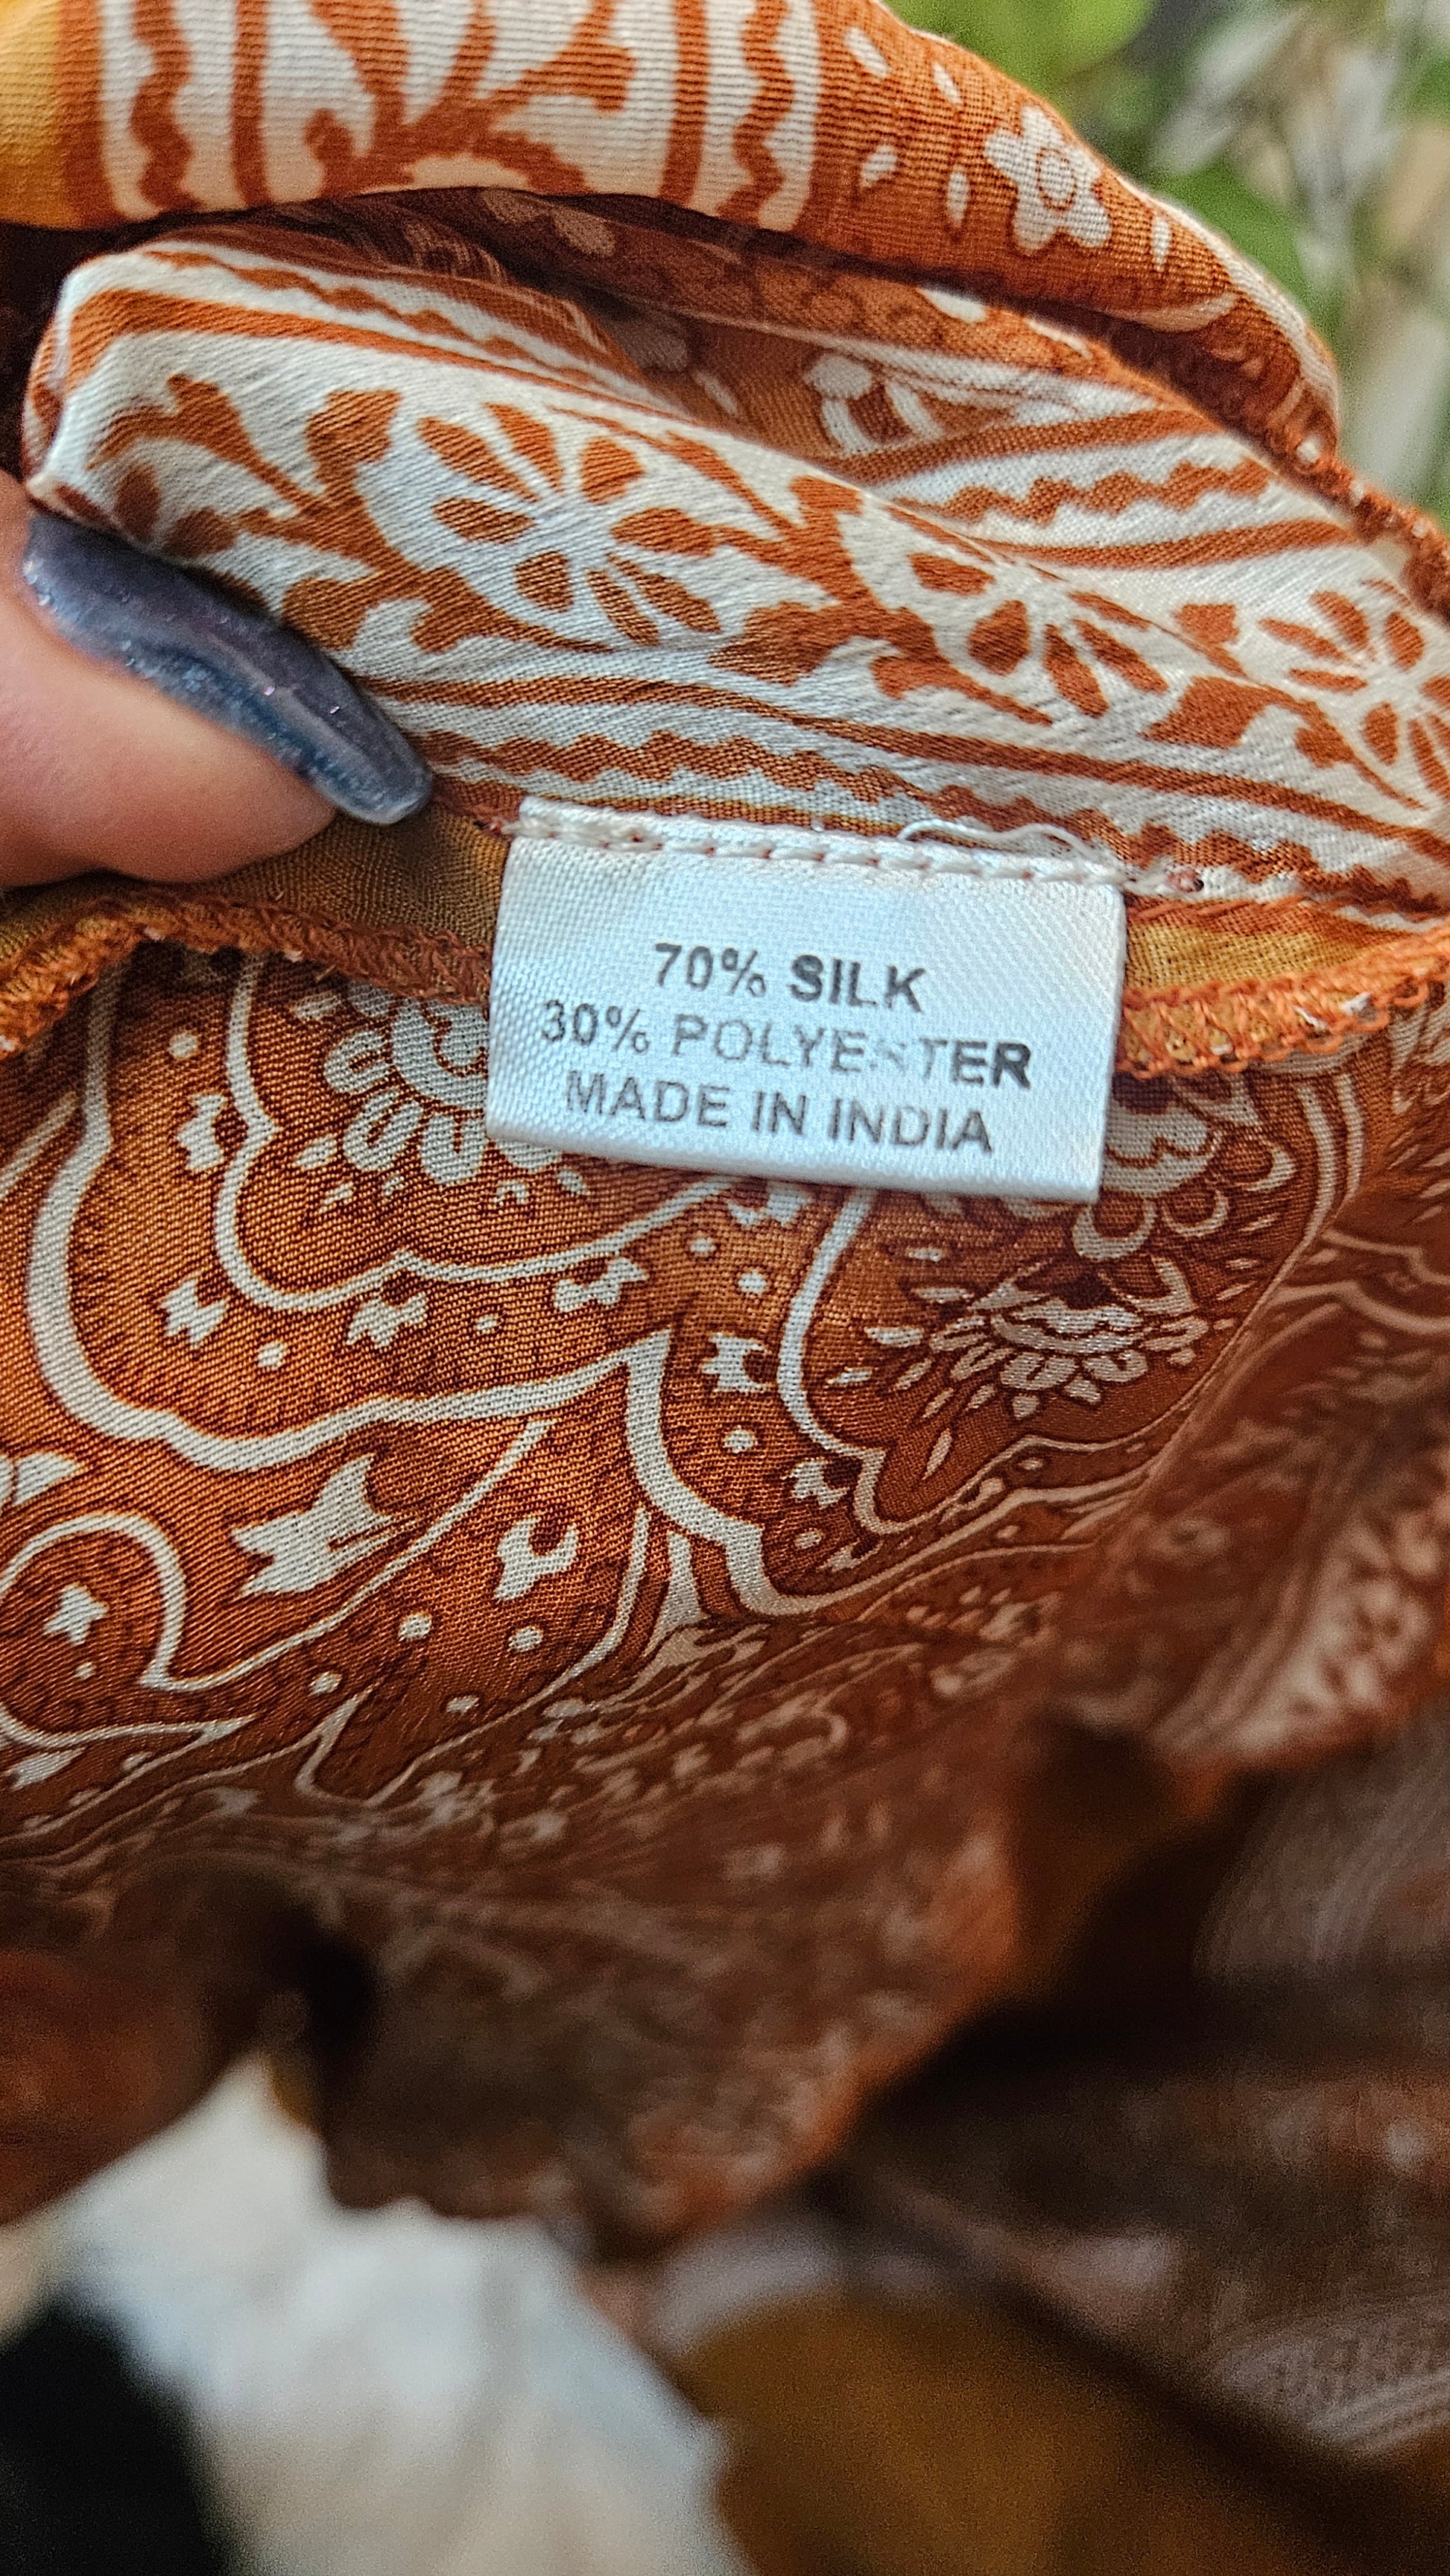 70% SILK
30% POLYESTER
MADE IN INDIA